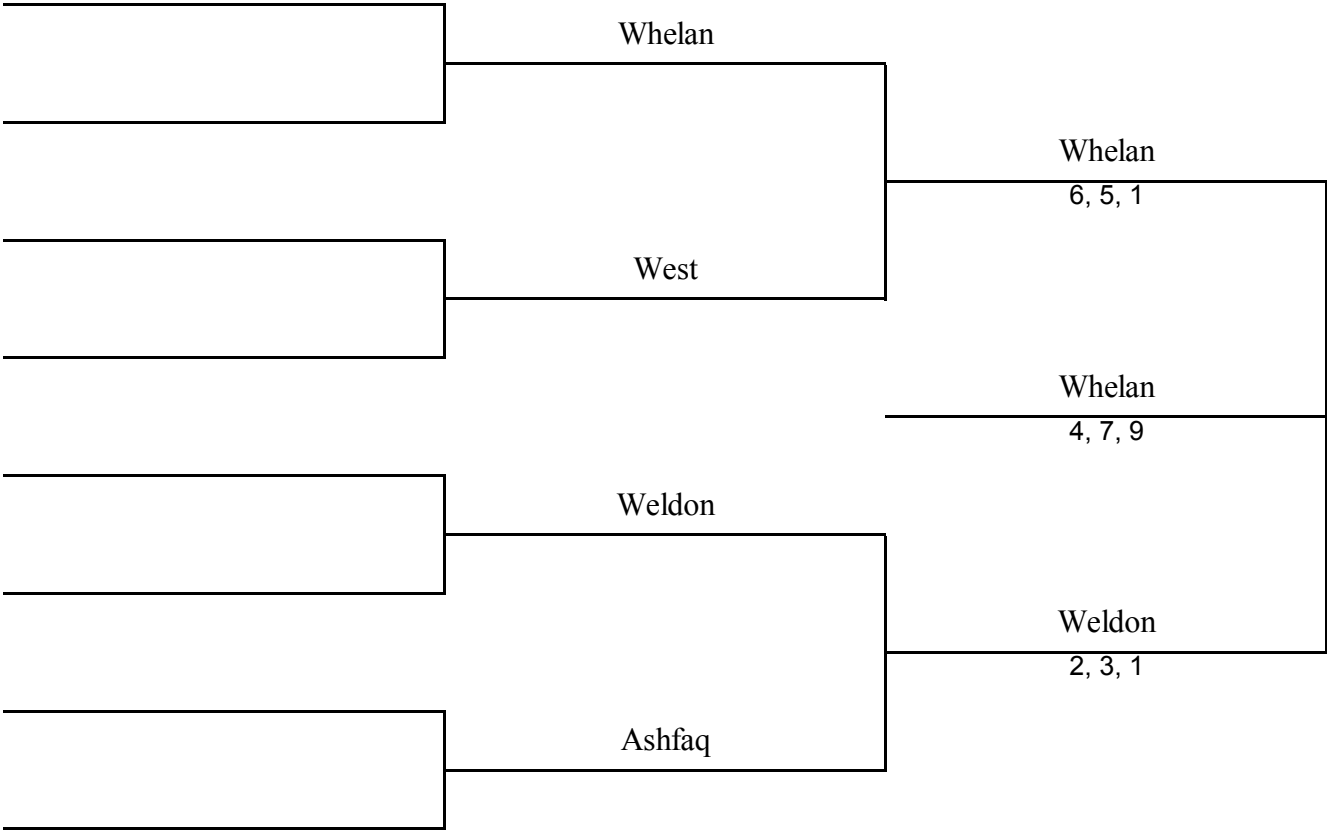 Whelan
Whelan
6, 5, 1
West
Whelan
4, 7, 9
Weldon
Weldon
2, 3, 1
Ashfaq